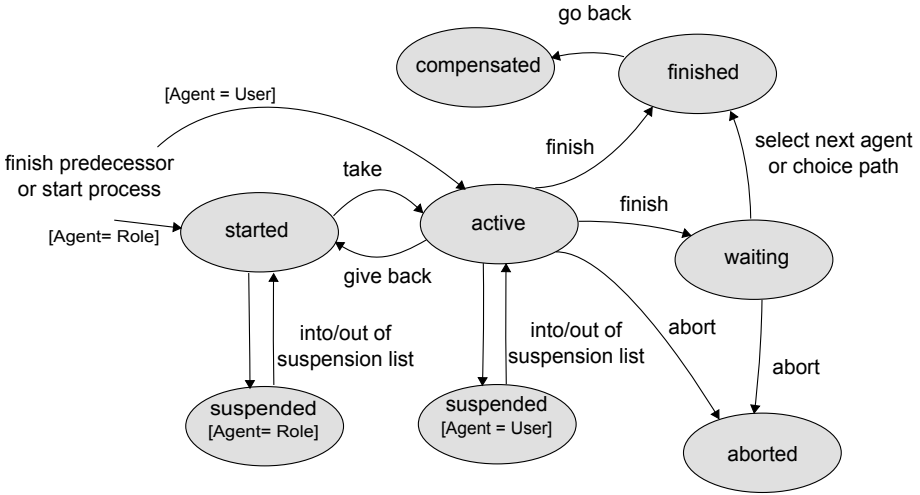 go back
compensated
finished
[Agent = User]
finish predecessor
or start process
take
finish
select next agent
or choice path
[Agent= Role]
started
active
finish
waiting
give back
into/out of
suspension list
into/out of
suspension list
abort
abort
suspended
[Agent= Role]
suspended
[Agent = User]
aborted